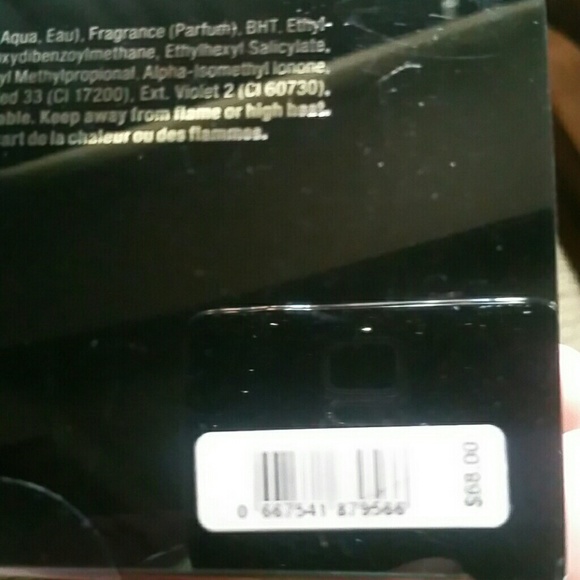 Aqua, Eau), Fragrance (Parfum), BHT, Ethyl-
xydibenzoylmethane, Ethylhexyl Salicylate,
yl Methylpropional, Alpha-Isomethyl Ionone,
ed 33 (CI 17200), Ext. Violet 2 (CI 60730).
able. Keep away from flame or high heat.
art de la chaleur ou des flammes.
$68.00
0 667541 879566